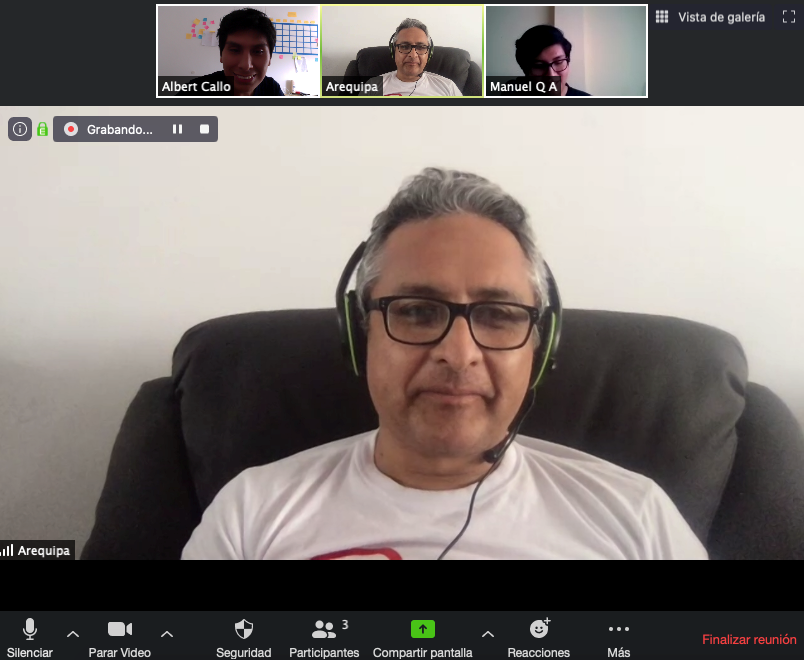 Albert Callo
Arequipa
Manuel Q A
Vista de galería
Grabando...
Arequipa
Silenciar
Parar Video
Seguridad
3
Participantes
Compartir pantalla
Reacciones
Más
Finalizar reunión